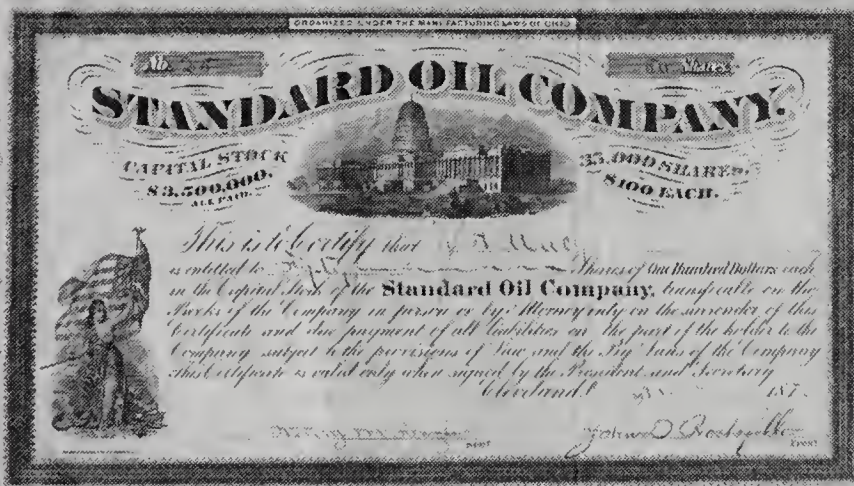 ORGANIZED UNDER THE MANUFACTURING LAWS OF OHIO
No. 25 Shares.
STANDARD OIL COMPANY.
CAPITAL STOCK 35,000 SHARES.
$3,500,000. $100 EACH.
ALL PAID.
This is to Certify that
is entitled to Shares of One Hundred Dollars each
in the Capital Stock of the Standard Oil Company, transferable on the
Books of the Company in person or by Attorney only on the surrender of this
Certificate and due payment of all liabilities on the part of the holder to the
Company subject to the provisions of Law and the By Laws of the Company
This Certificate is valid only when signed by the President and Secretary
Cleveland O 187
John D Rockefeller